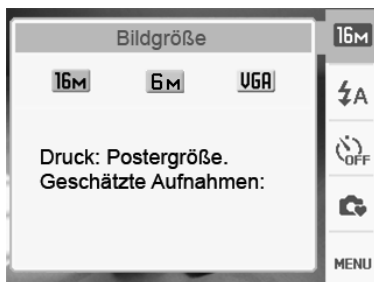 Bildgröße
16M 6M VGA
Druck: Postergröße.
Geschätzte Aufnahmen:
16M
A
OFF
MENU